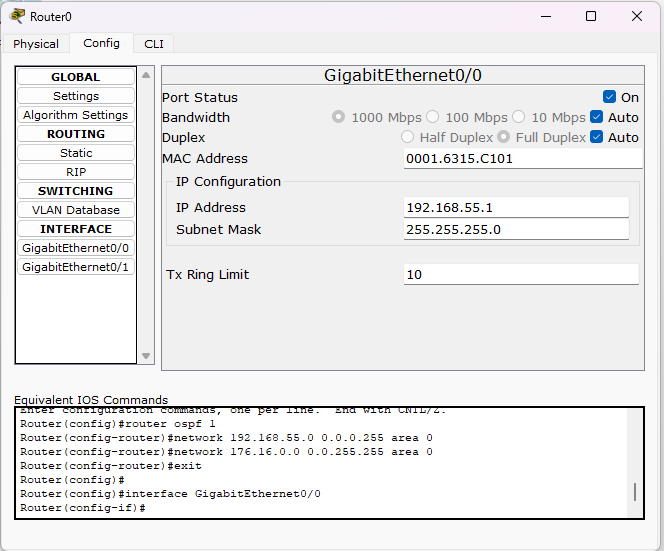 Router0
Physical Config CLI
GLOBAL
Settings
Algorithm Settings
ROUTING
Static
RIP
SWITCHING
VLAN Database
INTERFACE
GigabitEthernet0/0
GigabitEthernet0/1
GigabitEthernet0/0
Port Status On
Bandwidth 1000 Mbps 100 Mbps 10 Mbps Auto
Duplex Half Duplex Full Duplex Auto
MAC Address 0001.6315.C101
IP Configuration
IP Address 192.168.55.1
Subnet Mask 255.255.255.0
Tx Ring Limit 10
Equivalent IOS Commands
Enter configuration commands, one per line. End with CNTL/Z.
Router(config)#router ospf 1
Router(config-router)#network 192.168.55.0 0.0.0.255 area 0
Router(config-router)#network 176.16.0.0 0.0.255.255 area 0
Router(config-router)#exit
Router(config)#
Router(config)#interface GigabitEthernet0/0
Router(config-if)#